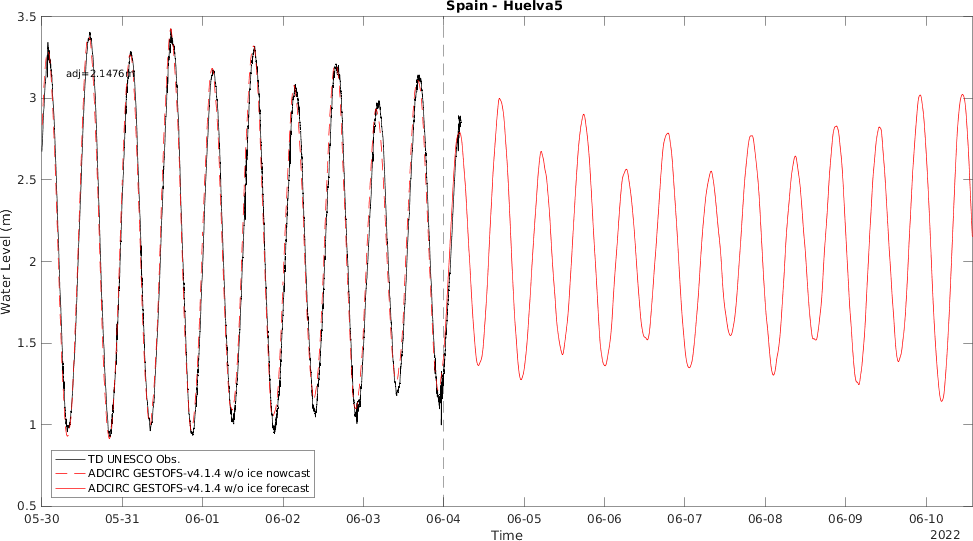 Spain - Huelva5
3.5
3
2.5
2
1.5
1
0.5
Water Level (m)
adj=2.1476m
TD UNESCO Obs.
ADCIRC GESTOFS-v4.1.4 w/o ice nowcast
ADCIRC GESTOFS-v4.1.4 w/o ice forecast
05-30 05-31 06-01 06-02 06-03 06-04 06-05 06-06 06-07 06-08 06-09 06-10
Time
2022